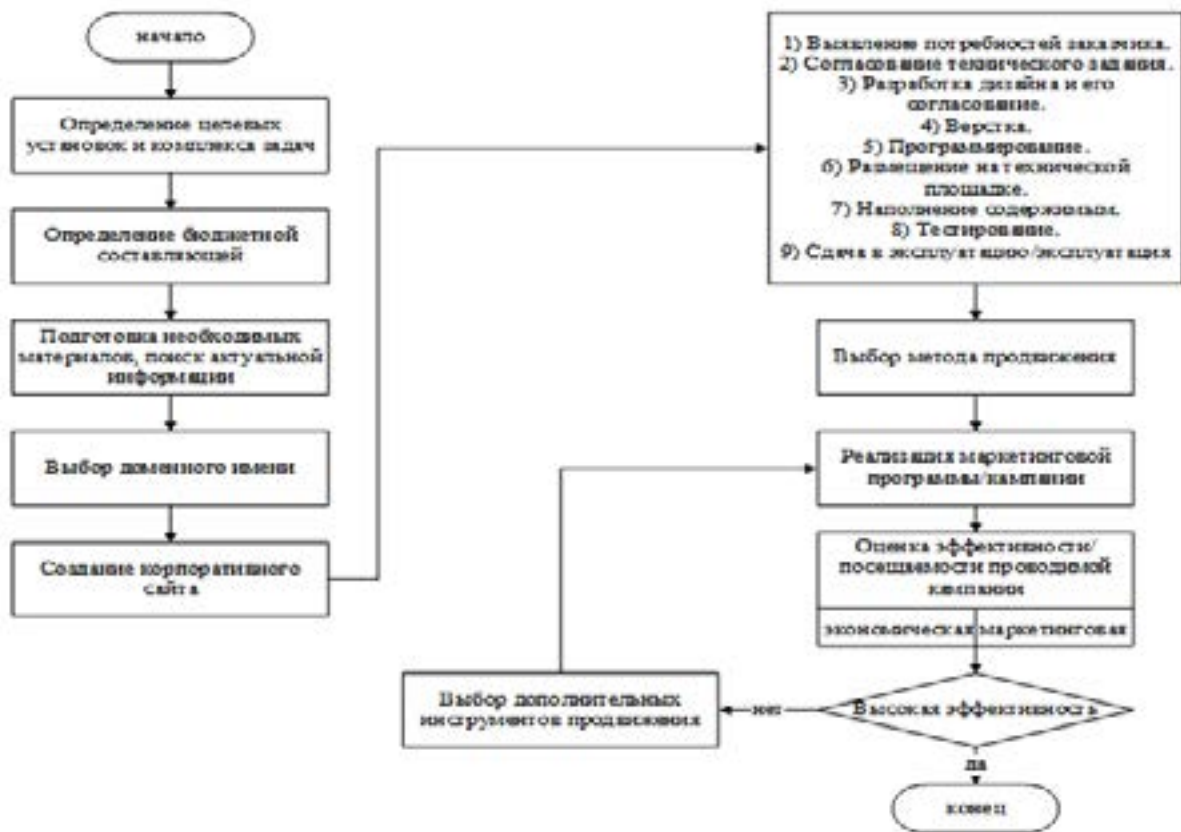 начало
Определение целевых
установок и комплекса задач
Определение бюджетной
составляющей
Подготовка необходимых
материалов, поиск актуальной
информации
Выбор доменного имени
Создание корпоративного
сайта
1) Выявление потребностей заказчика.
2) Согласование технического задания.
3) Разработка дизайна и его
согласование.
4) Верстка.
5) Программирование.
6) Размещение на технической
площадке.
7) Наполнение содержимым.
8) Тестирование.
9) Сдача в эксплуатацию/эксплуатация
Выбор метода продвижения
Реализация маркетинговой
программы/кампании
Оценка эффективности/
посещаемости проводимой
кампании
экономическая маркетинговая
Высокая эффективность
нет
Выбор дополнительных
инструментов продвижения
да
конец